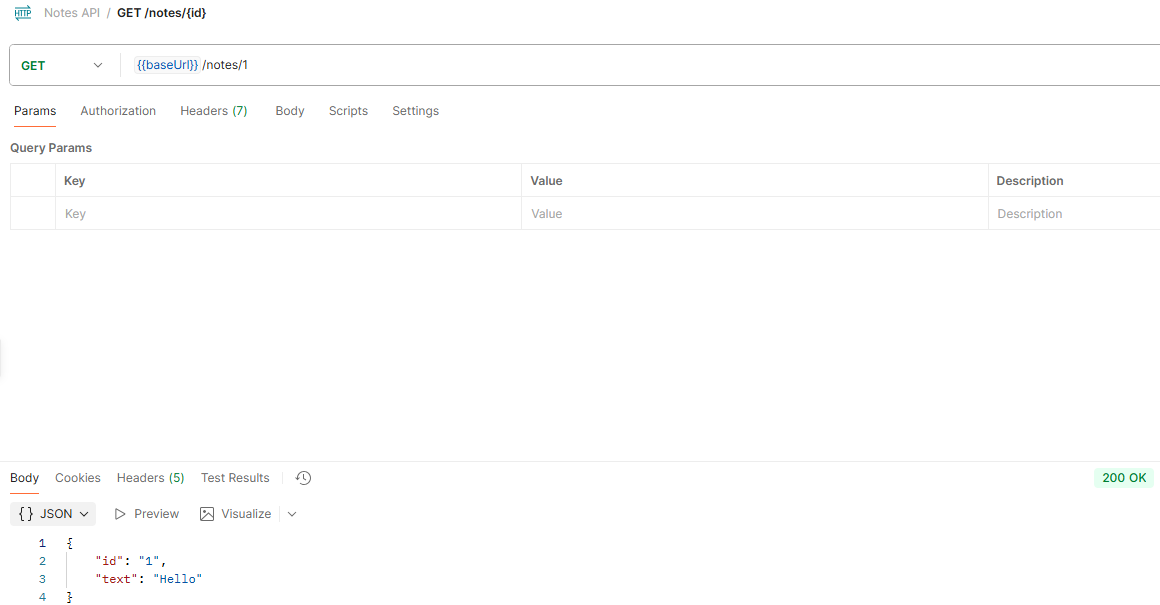 HTTP Notes API / GET /notes/{id}
GET {{baseUrl}} /notes/1
Params Authorization Headers (7) Body Scripts Settings
Query Params
Key Value Description
Key Value Description
Body Cookies Headers (5) Test Results 200 OK
{} JSON Preview Visualize
1 {
2 "id": "1",
3 "text": "Hello"
4 }